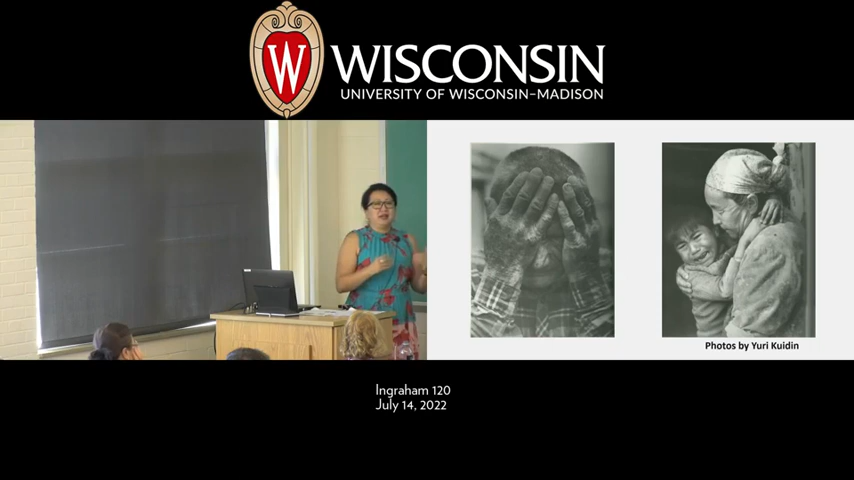 W
WISCONSIN
UNIVERSITY OF WISCONSIN–MADISON
Photos by Yuri Kuidin
Ingraham 120
July 14, 2022